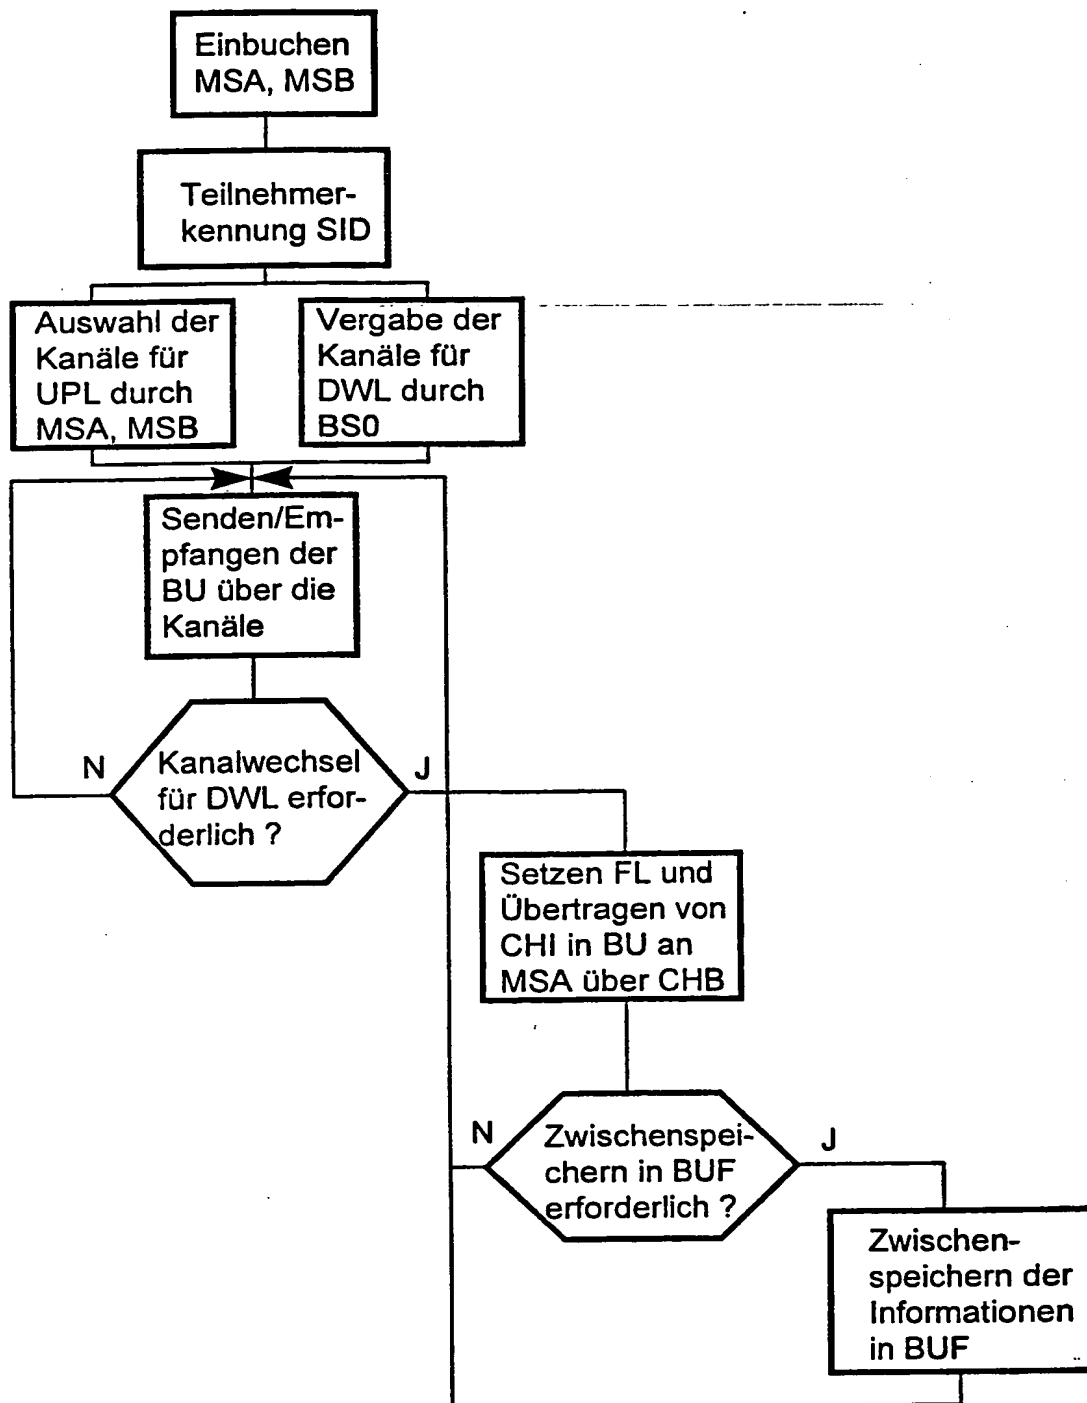 Einbuchen
MSA, MSB
Teilnehmer-
kennung SID
Auswahl der
Kanäle für
UPL durch
MSA, MSB
Vergabe der
Kanäle für
DWL durch
BS0
Senden/Em-
pfangen der
BU über die
Kanäle
N
Kanalwechsel
für DWL erfor-
derlich ?
J
Setzen FL und
Übertragen von
CHI in BU an
MSA über CHB
N
Zwischenspei-
chern in BUF
erforderlich ?
J
Zwischen-
speichern der
Informationen
in BUF